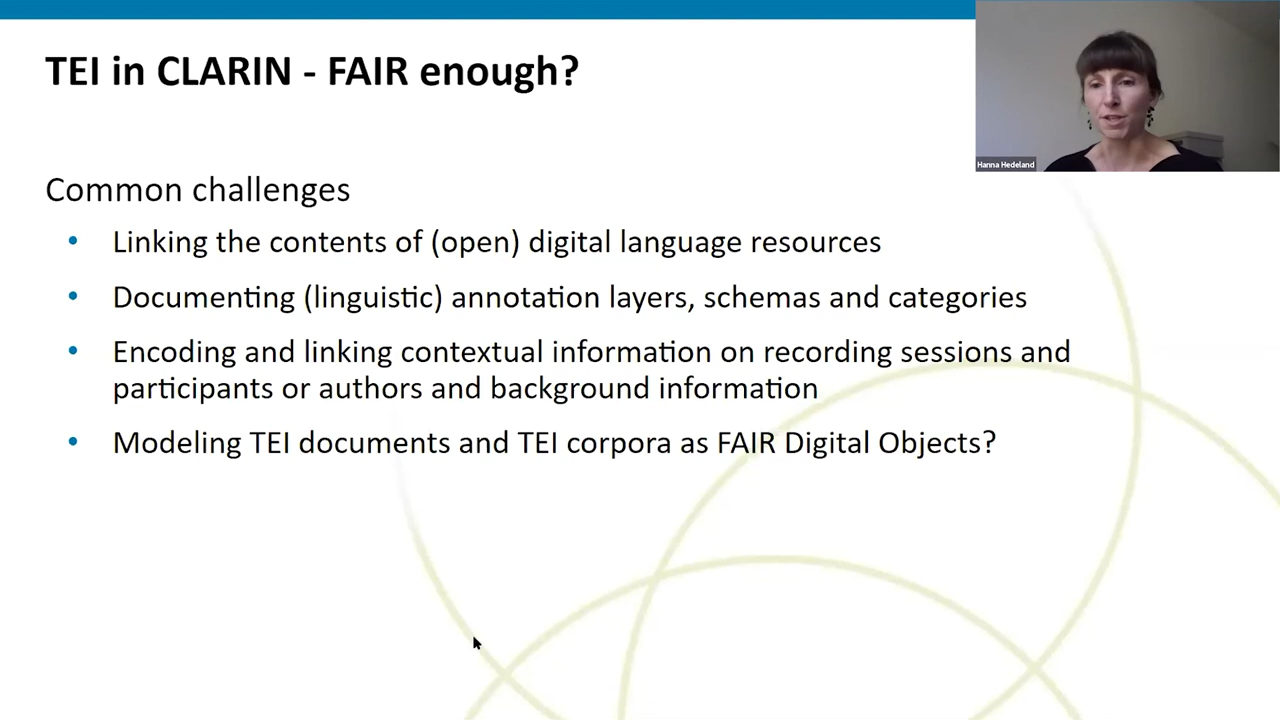 TEI in CLARIN - FAIR enough?
Hanna Hedeland
Common challenges
• Linking the contents of (open) digital language resources
• Documenting (linguistic) annotation layers, schemas and categories
• Encoding and linking contextual information on recording sessions and
participants or authors and background information
• Modeling TEI documents and TEI corpora as FAIR Digital Objects?